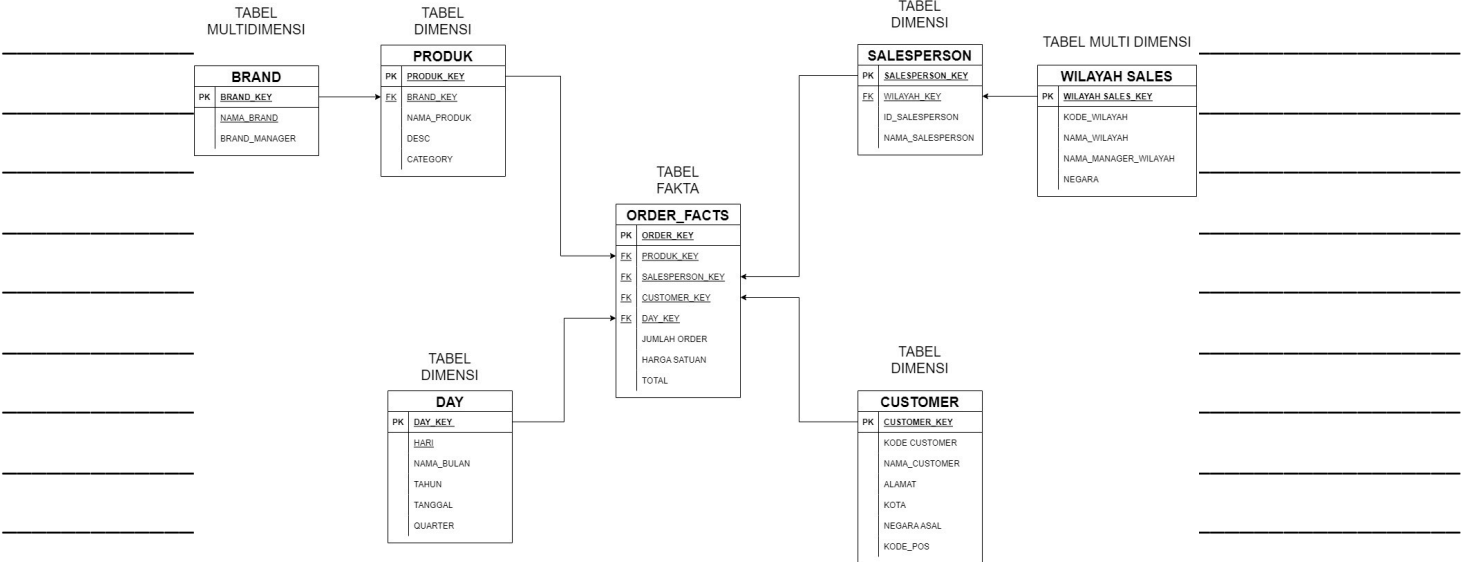 TABEL
MULTIDIMENSI
BRAND
PK BRAND_KEY
NAMA_BRAND
BRAND_MANAGER
TABEL
DIMENSI
PRODUK
PK PRODUK_KEY
FK BRAND_KEY
NAMA_PRODUK
DESC
CATEGORY
TABEL
DIMENSI
SALESPERSON
PK SALESPERSON_KEY
FK WILAYAH_KEY
ID_SALESPERSON
NAMA_SALESPERSON
TABEL MULTI DIMENSI
WILAYAH SALES
PK WILAYAH SALES_KEY
KODE_WILAYAH
NAMA_WILAYAH
NAMA_MANAGER_WILAYAH
NEGARA
TABEL
FAKTA
ORDER_FACTS
PK ORDER_KEY
FK PRODUK_KEY
FK SALESPERSON_KEY
FK CUSTOMER_KEY
FK DAY_KEY
JUMLAH ORDER
HARGA SATUAN
TOTAL
TABEL
DIMENSI
DAY
PK DAY_KEY
HARI
NAMA_BULAN
TAHUN
TANGGAL
QUARTER
TABEL
DIMENSI
CUSTOMER
PK CUSTOMER_KEY
KODE CUSTOMER
NAMA_CUSTOMER
ALAMAT
KOTA
NEGARA ASAL
KODE_POS